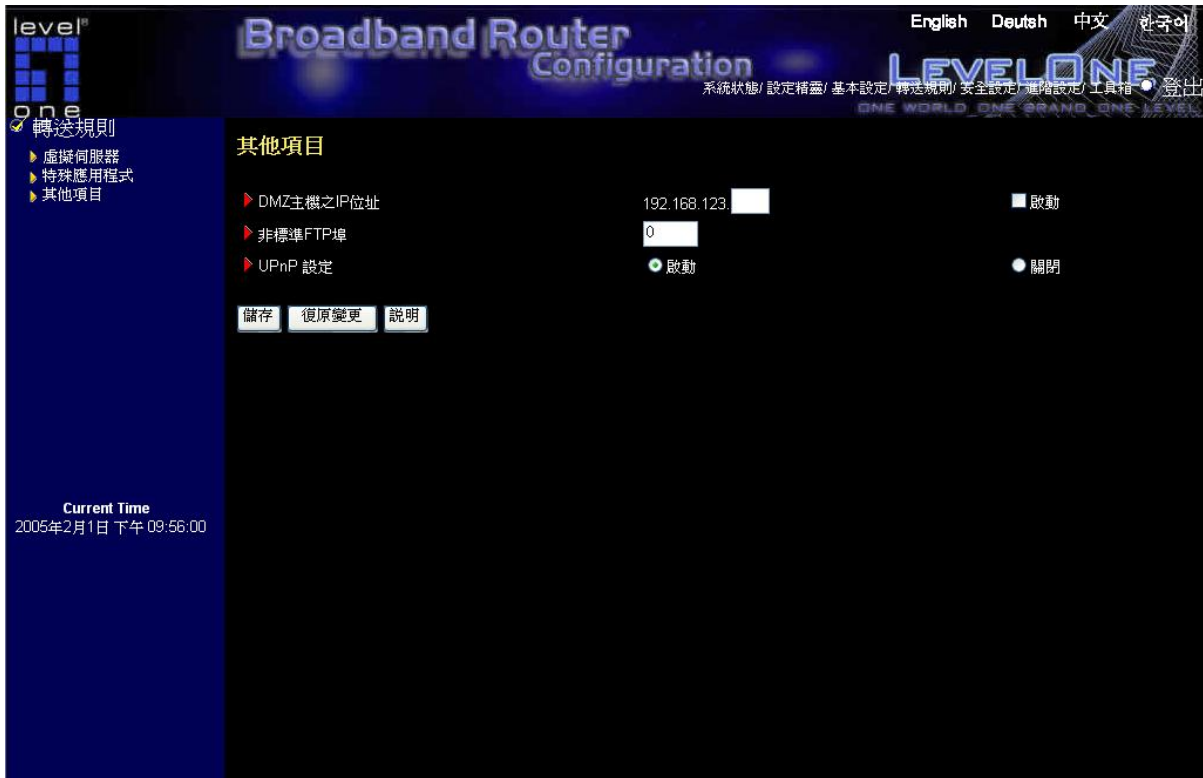 level®
one
Broadband Router
Configuration
English Deutsh 中文 한국어
LEVELONE
系統狀態/ 設定精靈/ 基本設定/ 轉送規則/ 安全設定/ 進階設定/ 工具箱 登出
ONE WORLD_ONE BRAND_ONE LEVEL
轉送規則
虛擬伺服器
特殊應用程式
其他項目
其他項目
DMZ主機之IP位址 192.168.123. 啟動
非標準FTP埠 0
UPnP 設定 啟動 關閉
儲存 復原變更 説明
Current Time
2005年2月1日 下午 09:56:00